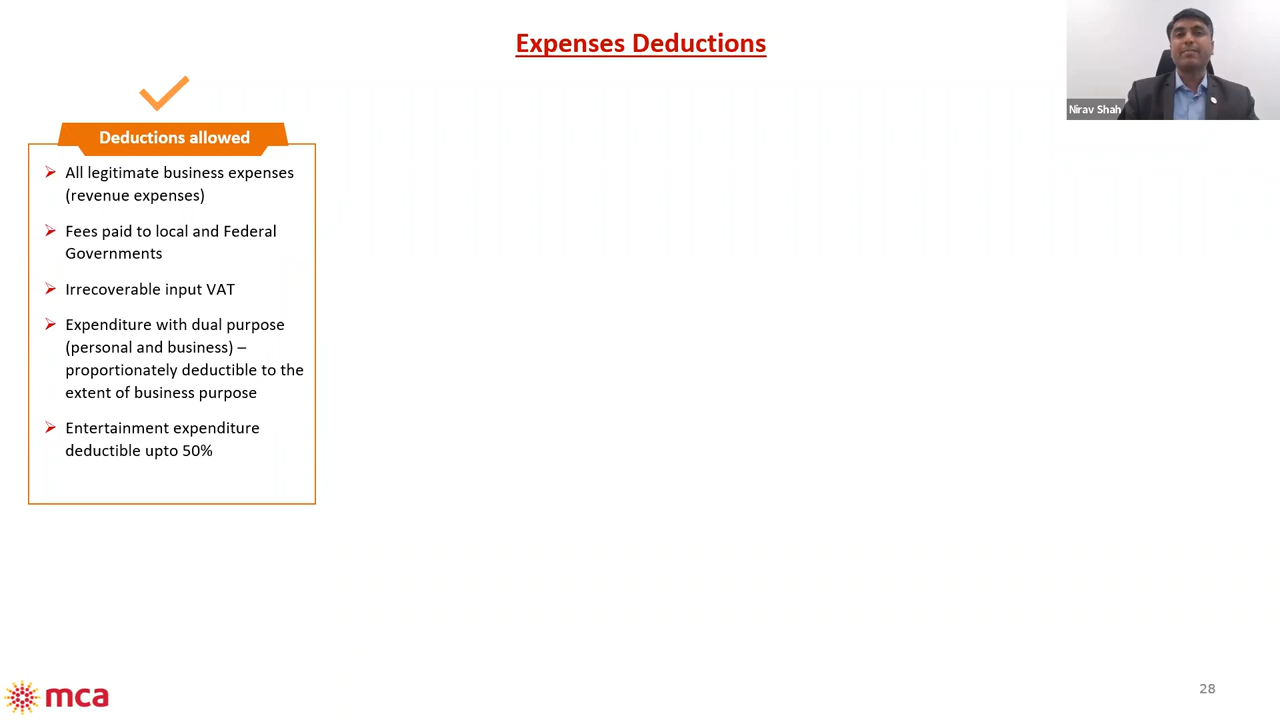 Expenses Deductions
Nirav Shah
Deductions allowed
All legitimate business expenses
(revenue expenses)
Fees paid to local and Federal
Governments
Irrecoverable input VAT
Expenditure with dual purpose
(personal and business) –
proportionately deductible to the
extent of business purpose
Entertainment expenditure
deductible upto 50%
mca
28